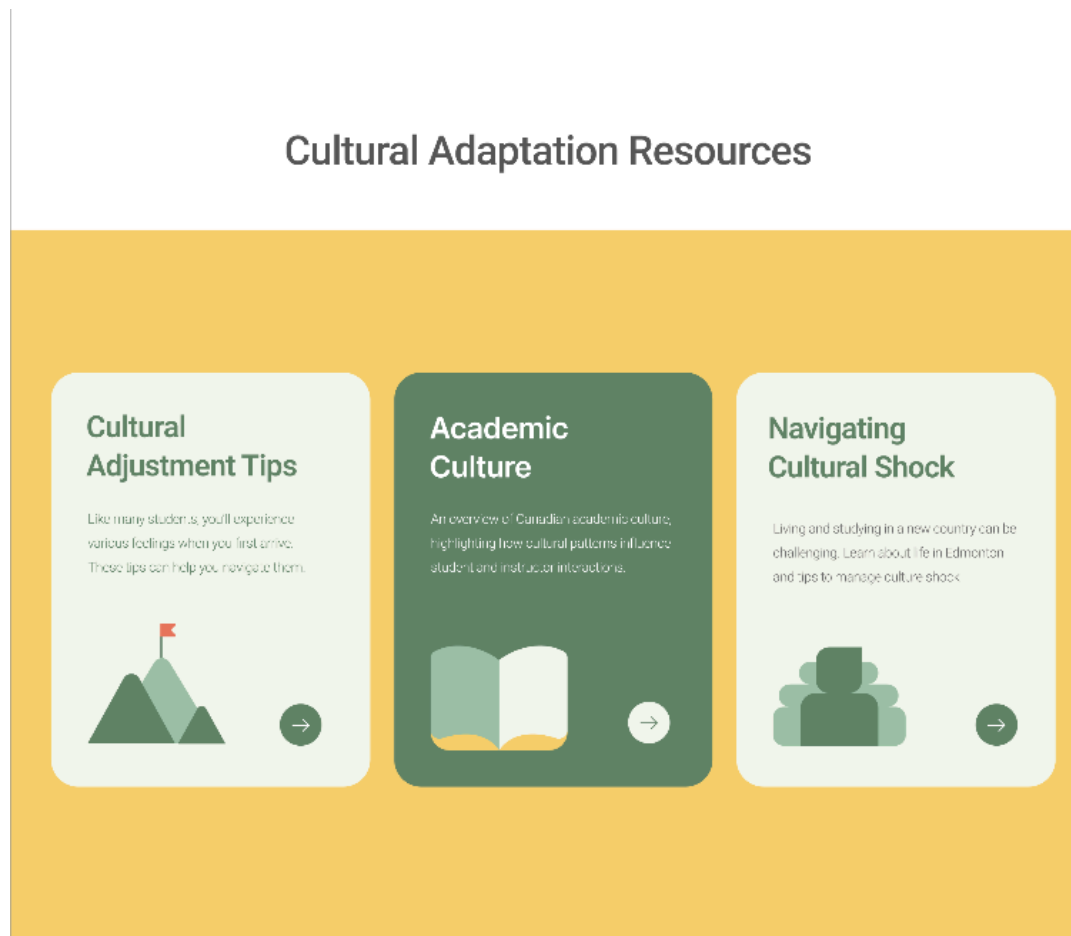 Cultural Adaptation Resources
Cultural
Adjustment Tips
Like many students, you'll experience
various feelings when you first arrive.
These tips can help you navigate them.
Academic
Culture
An overview of Canadian academic culture,
highlighting how cultural patterns influence
student and instructor interactions.
Navigating
Cultural Shock
Living and studying in a new country can be
challenging. Learn about life in Edmonton
and tips to manage culture shock